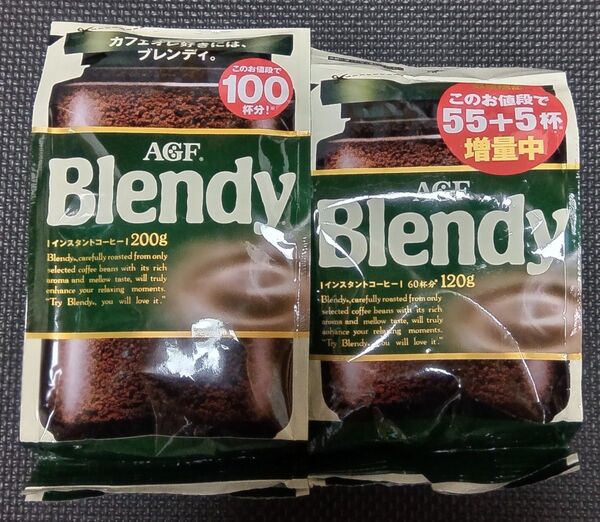 カフェオレ好きには、
ブレンディ。
このお値段で
100
杯分!
AGF®
Blendy
インスタントコーヒー 200g
Blendy, carefully roasted from only
selected coffee beans with its rich
aroma and mellow taste, will truly
enhance your relaxing moments.
"Try Blendy, you will love it."
このお値段で
55+5杯
増量中
AGF
Blendy
インスタントコーヒー 60杯分* 120g
Blendy, carefully roasted from only
selected coffee beans with its rich
aroma and mellow taste, will truly
enhance your relaxing moments.
"Try Blendy, you will love it."